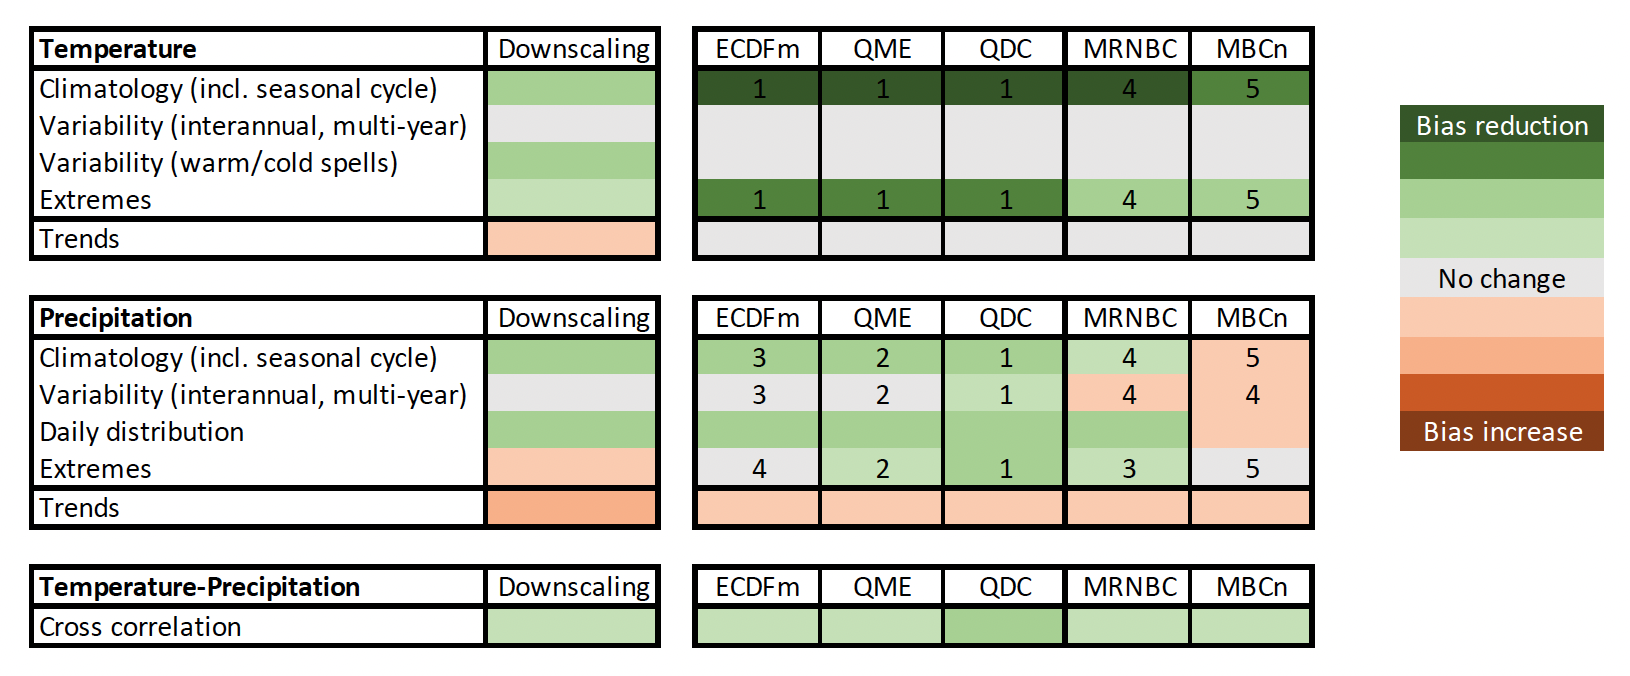 Temperature Downscaling ECDFm QME QDC MRNBC MBCn
Climatology (incl. seasonal cycle) 1 1 1 4 5
Variability (interannual, multi-year)
Variability (warm/cold spells)
Extremes 1 1 1 4 5
Trends
Precipitation Downscaling ECDFm QME QDC MRNBC MBCn
Climatology (incl. seasonal cycle) 3 2 1 4 5
Variability (interannual, multi-year) 3 2 1 4 4
Daily distribution
Extremes 4 2 1 3 5
Trends
Temperature-Precipitation Downscaling ECDFm QME QDC MRNBC MBCn
Cross correlation
Bias reduction
No change
Bias increase